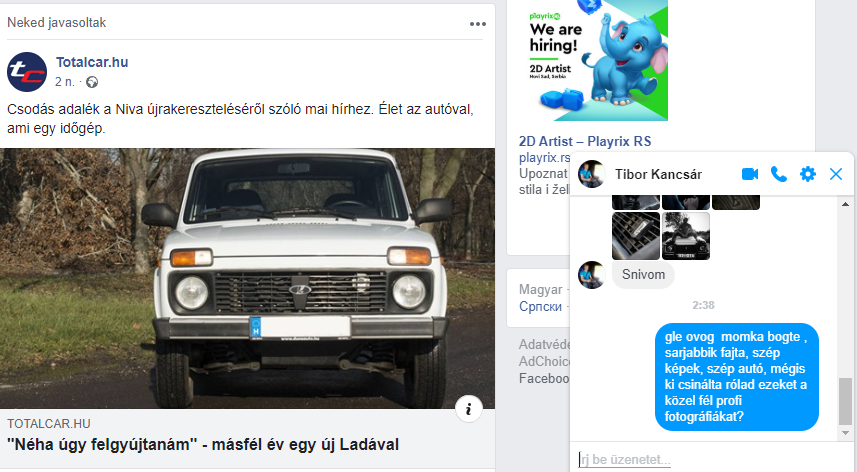 Neked javasoltak
Totalcar.hu
2 n. ·
Csodás adalék a Niva újrakereszteléséről szóló mai hírhez. Élet az autóval,
ami egy időgép.
TOTALCAR.HU
"Néha úgy felgyújtanám" - másfél év egy új Ladával
playrix
We are
hiring!
2D Artist
Novi Sad, Serbia
2D Artist – Playrix RS
playrix.rs
Upoznat
stila i žel
Magyar ·
Српски ·
Adatvéde
AdChoice
Faceboo
Tibor Kancsár
Snivom
2:38
gle ovog momka bogte ,
sarjabbik fajta, szép
képek, szép autó, mégis
ki csinálta rólad ezeket a
közel fél profi
fotográfiákat?
Írj be üzenetet...